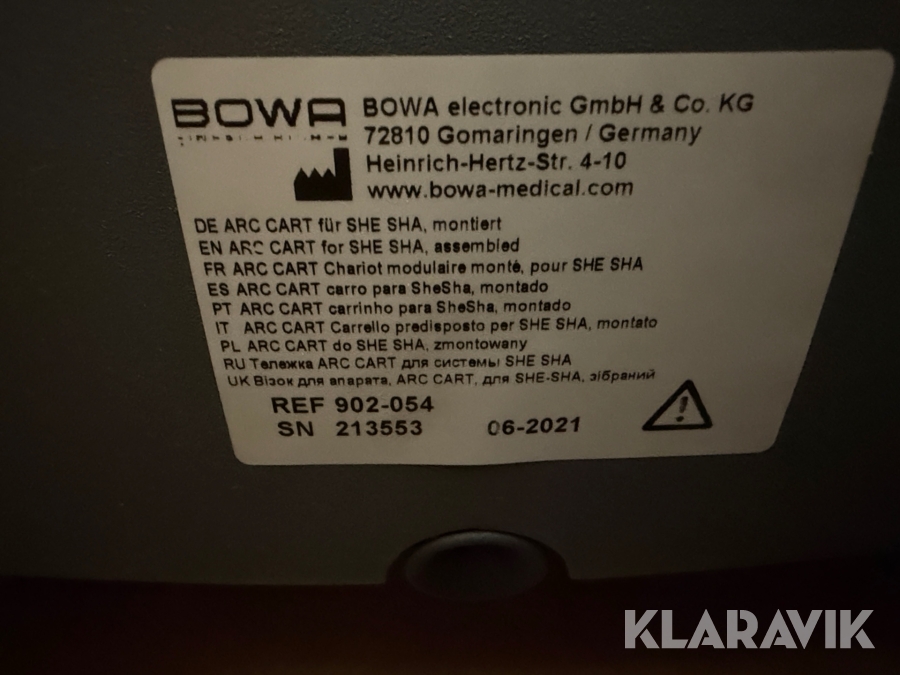 BOWA
BOWA electronic GmbH & Co. KG
72810 Gomaringen / Germany
Heinrich-Hertz-Str. 4-10
www.bowa-medical.com
DE ARC CART für SHE SHA, montiert
EN ARC CART for SHE SHA, assembled
FR ARC CART Chariot modulaire monté, pour SHE SHA
ES ARC CART carro para SheSha, montado
PT ARC CART carrinho para SheSha, montado
IT ARC CART Carrello predisposto per SHE SHA, montato
PL ARC CART do SHE SHA, zmontowany
RU Тележка ARC CART для системы SHE SHA
UK Візок для апарата, ARC CART, для SHE-SHA, зібраний
REF 902-054
SN 213553 06-2021
KLARAVIK